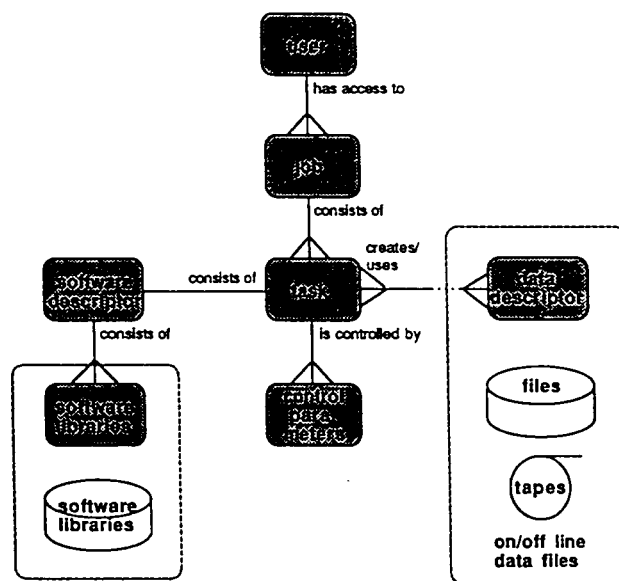 user
has access to
job
consists of
creates/
uses
software
descriptor
consists of
task
data
descriptor
consists of
is controlled by
software
libraries
control
para-
meters
files
software
libraries
tapes
on/off line
data files